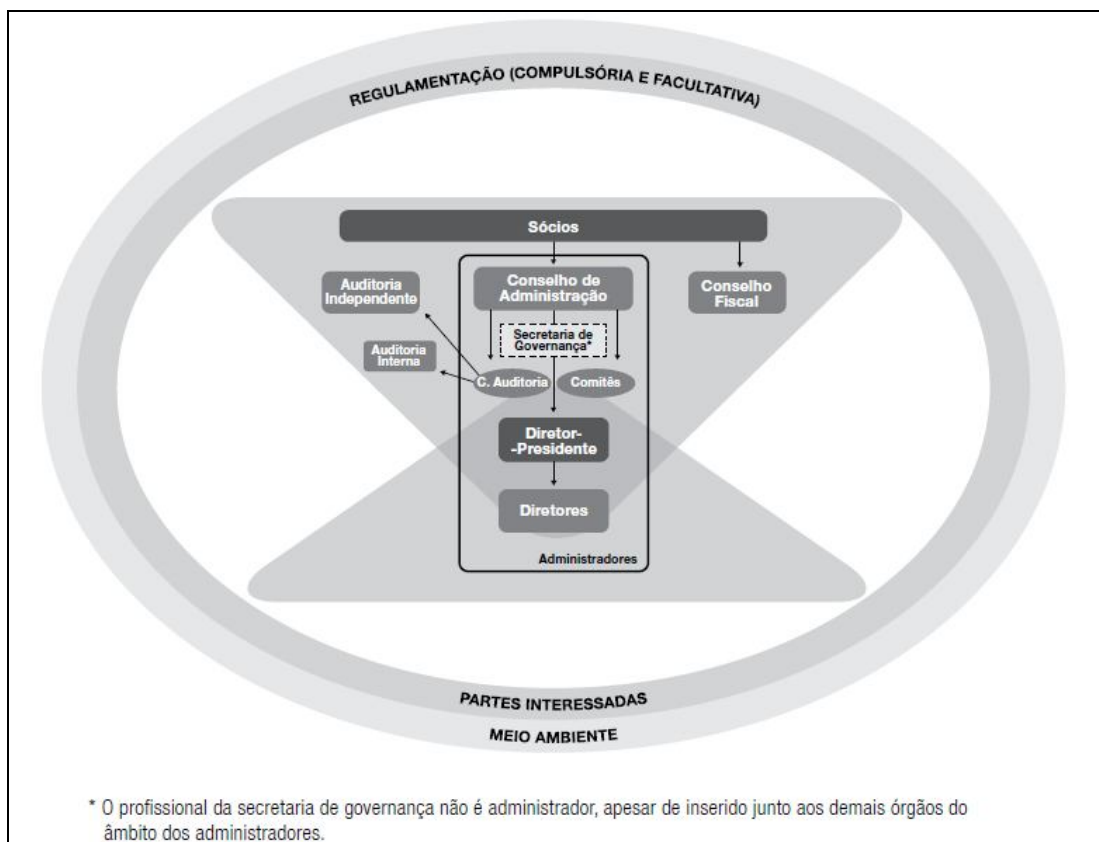 REGULAMENTAÇÃO (COMPULSÓRIA E FACULTATIVA)
Sócios
Auditoria
Independente
Conselho de
Administração
Conselho
Fiscal
Secretaria de
Governança*
Auditoria
Interna
C. Auditoria
Comitês
Diretor-
-Presidente
Diretores
Administradores
PARTES INTERESSADAS
MEIO AMBIENTE
* O profissional da secretaria de governança não é administrador, apesar de inserido junto aos demais órgãos do
âmbito dos administradores.